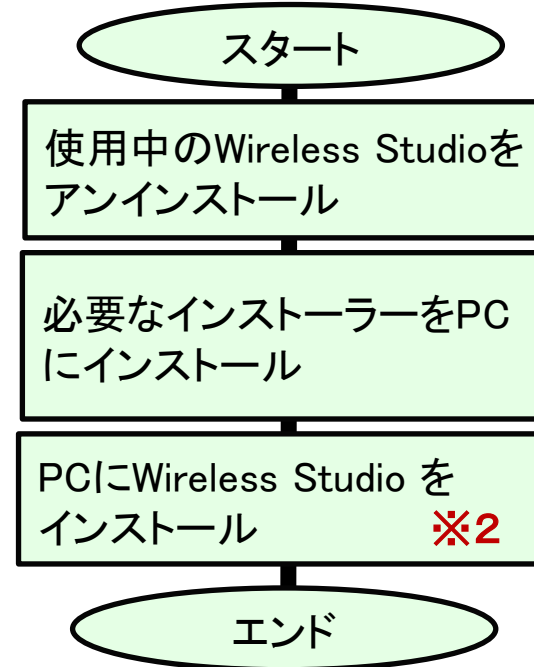 スタート
使用中のWireless Studioを
アンインストール
必要なインストーラーをPC
にインストール
PCにWireless Studio を
インストール ※2
エンド